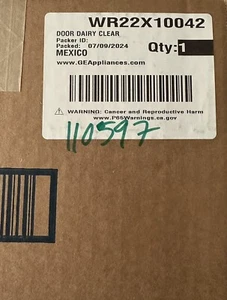 WR22X10042
DOOR DAIRY CLEAR
Packer ID:
Packed: 07/09/2024 Qty:1
MEXICO
www.GEAppliances.com
WARNING: Cancer and Reproductive Harm
www.P65Warnings.ca.gov
110597